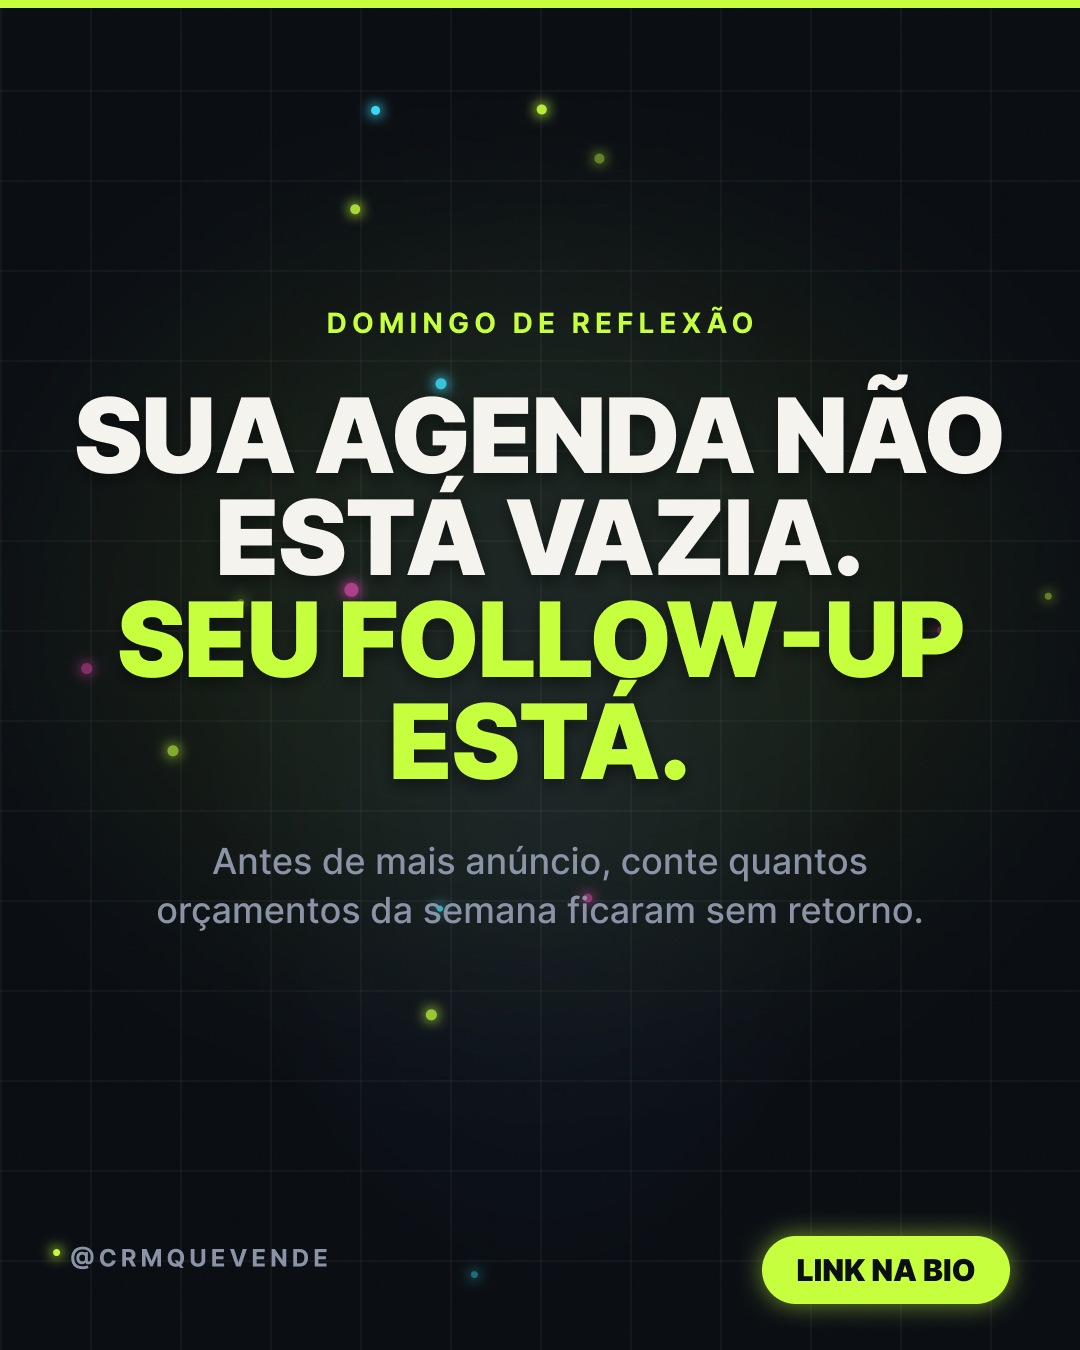 DOMINGO DE REFLEXÃO
SUA AGENDA NÃO
ESTÁ VAZIA.
SEU FOLLOW-UP
ESTÁ.
Antes de mais anúncio, conte quantos
orçamentos da semana ficaram sem retorno.
@CRMQUEVENDE
LINK NA BIO